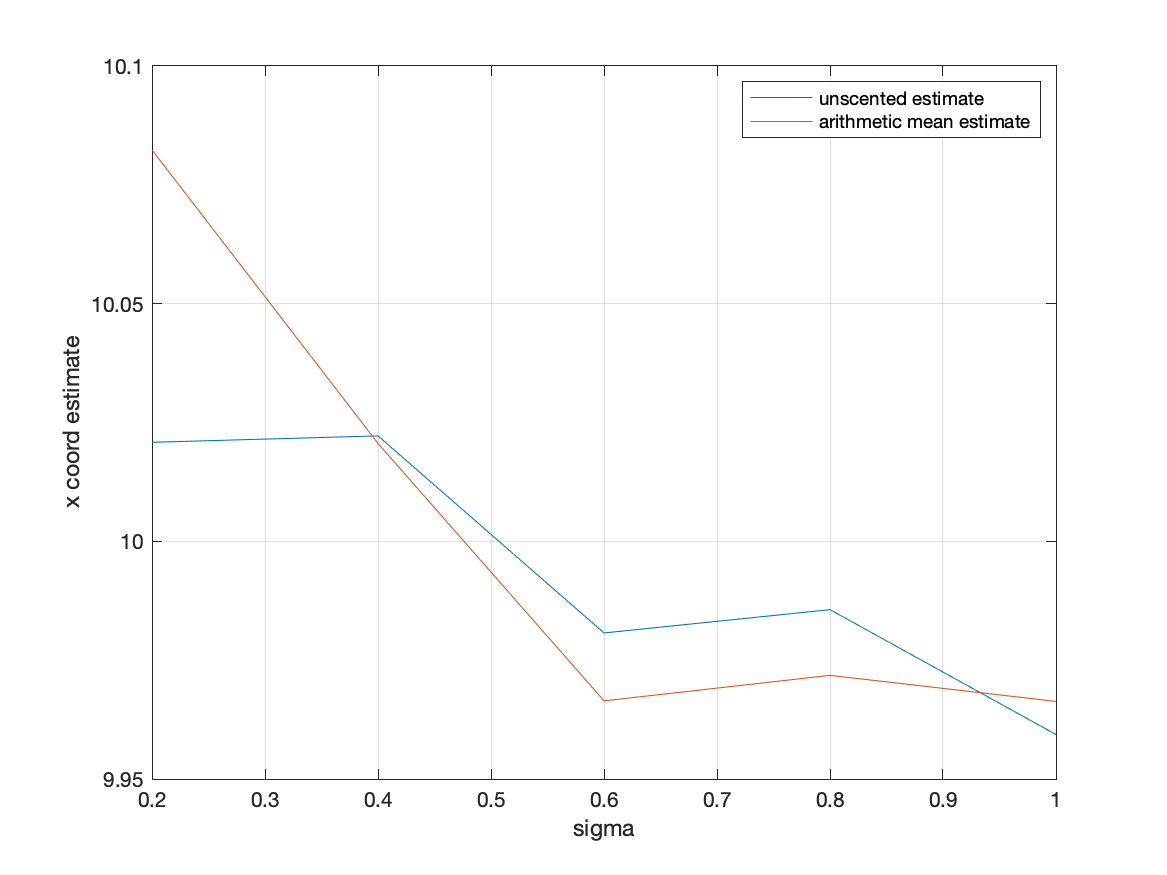 10.1
10.05
10
9.95
x coord estimate
unscented estimate
arithmetic mean estimate
0.2 0.3 0.4 0.5 0.6 0.7 0.8 0.9 1
sigma